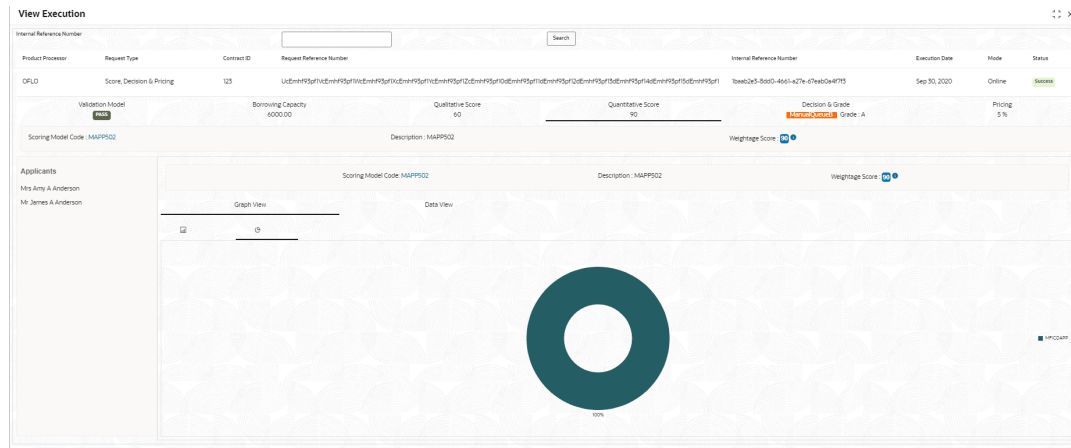 View Execution
Internal Reference Number
Search
Product Processor Request Type Contract ID Request Reference Number Internal Reference Number Execution Date Mode Status
OFLO Score, Decision & Pricing 123 Sep 30, 2020 Online Success
Validation Model Borrowing Capacity Qualitative Score Quantitative Score Decision & Grade Pricing
PASS 6000.00 60 90 ManualQueueB Grade : A 5 %
Scoring Model Code : MAPP502 Description : MAPP502 Weightage Score : 90
Applicants
Scoring Model Code: MAPP502 Description : MAPP502 Weightage Score : 90
Mrs Amy A Anderson
Mr James A Anderson
Graph View Data View
MFICOAPP
100%